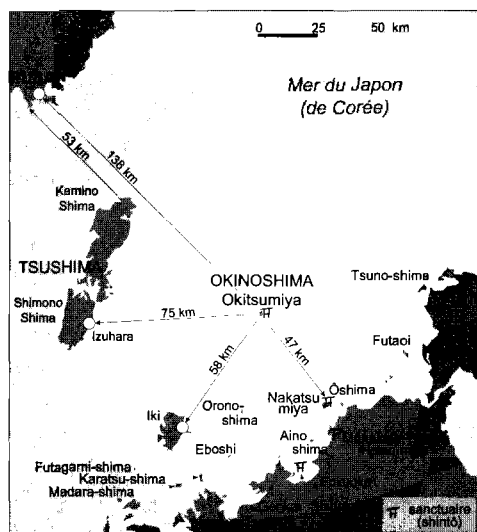 0 25 50 km
Mer du Japon
(de Corée)
53 km
138 km
Kamino
Shima
TSUSHIMA
OKINOSHIMA
Okitsumiya
Tsuno-shima
Shimono
Shima
75 km
Izuhara
47 km
Futaoi
58 km
Ōshima
Nakatsu
miya
Iki
Orono-
shima
Eboshi
Aino-
shima
Futagami-shima
Karatsu-shima
Madara-shima
sanctuaire
(shintō)